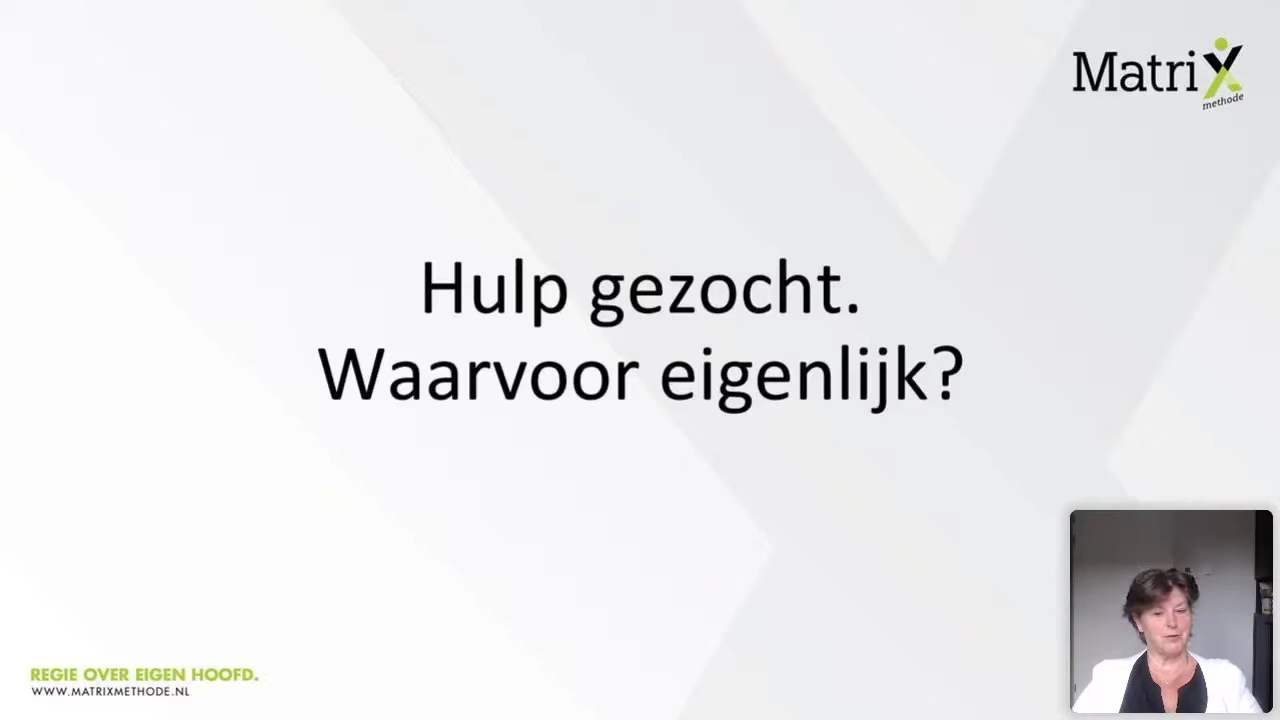 MatriX
methode
Hulp gezocht.
Waarvoor eigenlijk?
REGIE OVER EIGEN HOOFD.
WWW.MATRIXMETHODE.NL